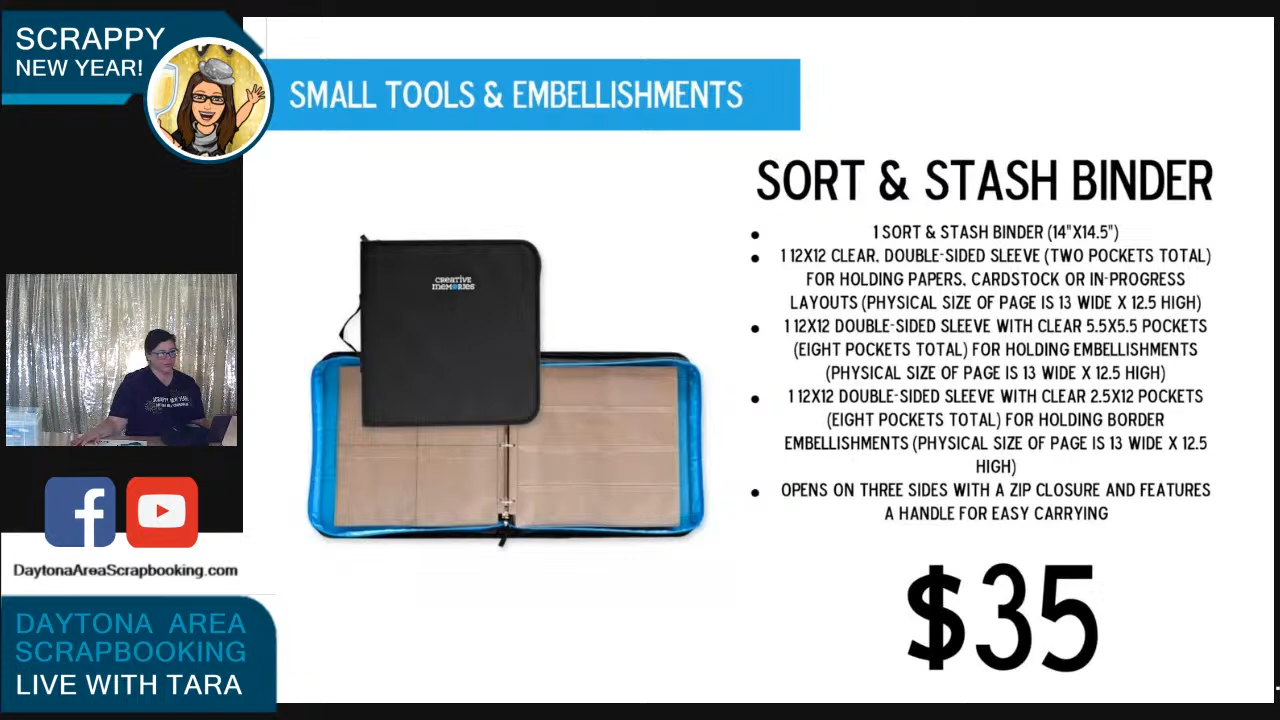 SCRAPPY
NEW YEAR!
SMALL TOOLS & EMBELLISHMENTS
SORT & STASH BINDER
• 1 SORT & STASH BINDER (14"X14.5")
• 1 12X12 CLEAR, DOUBLE-SIDED SLEEVE (TWO POCKETS TOTAL)
FOR HOLDING PAPERS, CARDSTOCK OR IN-PROGRESS
LAYOUTS (PHYSICAL SIZE OF PAGE IS 13 WIDE X 12.5 HIGH)
• 1 12X12 DOUBLE-SIDED SLEEVE WITH CLEAR 5.5X5.5 POCKETS
(EIGHT POCKETS TOTAL) FOR HOLDING EMBELLISHMENTS
(PHYSICAL SIZE OF PAGE IS 13 WIDE X 12.5 HIGH)
• 1 12X12 DOUBLE-SIDED SLEEVE WITH CLEAR 2.5X12 POCKETS
(EIGHT POCKETS TOTAL) FOR HOLDING BORDER
EMBELLISHMENTS (PHYSICAL SIZE OF PAGE IS 13 WIDE X 12.5
HIGH)
• OPENS ON THREE SIDES WITH A ZIP CLOSURE AND FEATURES
A HANDLE FOR EASY CARRYING
$35
creative
memories
DaytonaAreaScrapbooking.com
DAYTONA AREA
SCRAPBOOKING
LIVE WITH TARA